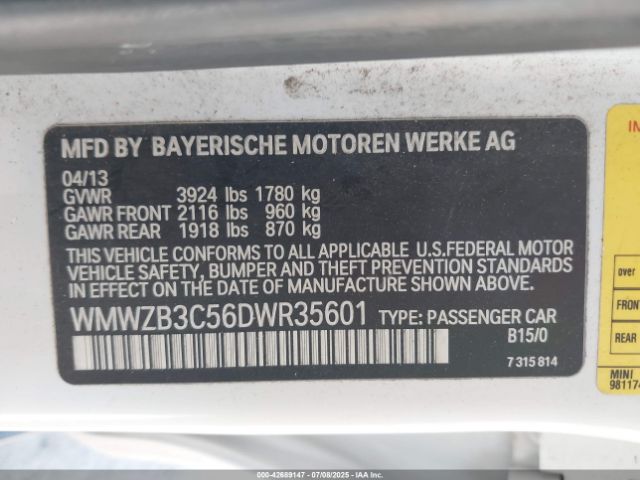 MFD BY BAYERISCHE MOTOREN WERKE AG
04/13
GVWR 3924 lbs 1780 kg
GAWR FRONT 2116 lbs 960 kg
GAWR REAR 1918 lbs 870 kg
THIS VEHICLE CONFORMS TO ALL APPLICABLE U.S.FEDERAL MOTOR
VEHICLE SAFETY, BUMPER AND THEFT PREVENTION STANDARDS
IN EFFECT ON THE DATE OF MANUFACTURE SHOWN ABOVE.
WMWZB3C56DWR35601 TYPE: PASSENGER CAR
B15/0
7 315 814
over
FRONT
REAR
MINI
000-42689147 - 07/08/2025 - Copyright © IAA Holdings, LLC